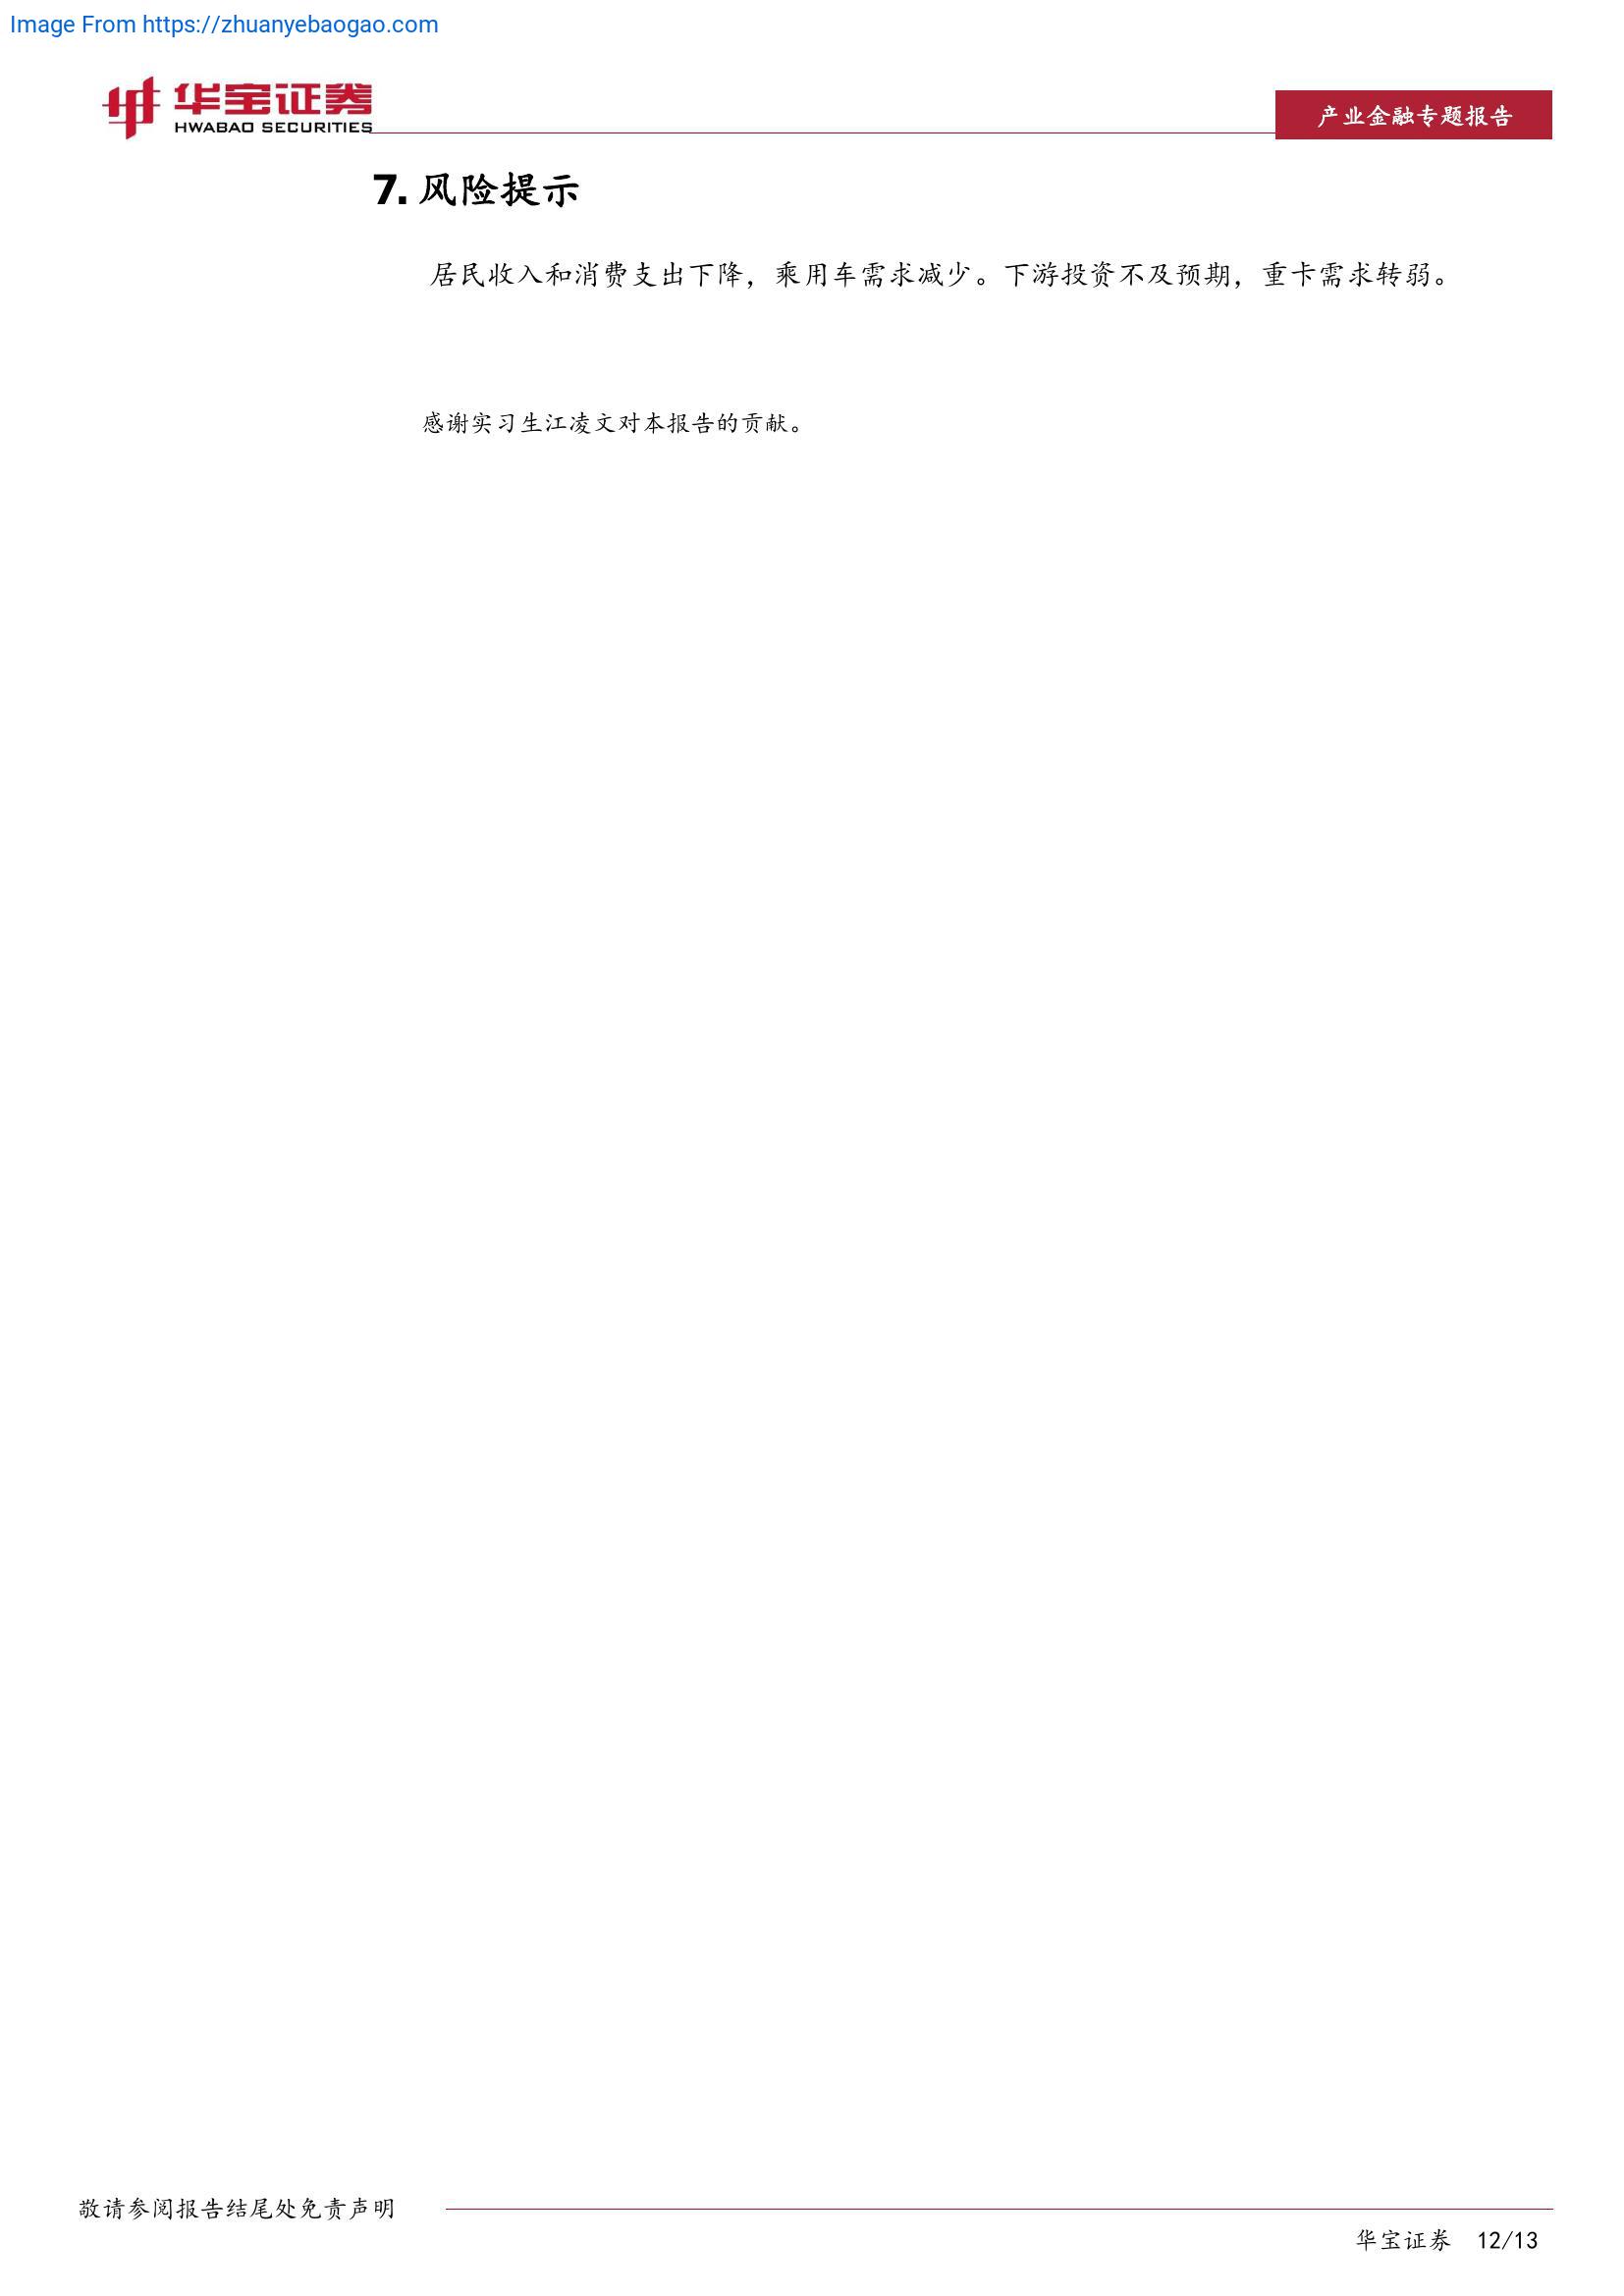 Image From https://zhuanyebaogao.com
华宝证券
HWABAO SECURITIES
产业金融专题报告
7. 风险提示
居民收入和消费支出下降，乘用车需求减少。下游投资不及预期，重卡需求转弱。
感谢实习生江凌文对本报告的贡献。
敬请参阅报告结尾处免责声明
华宝证券 12/13